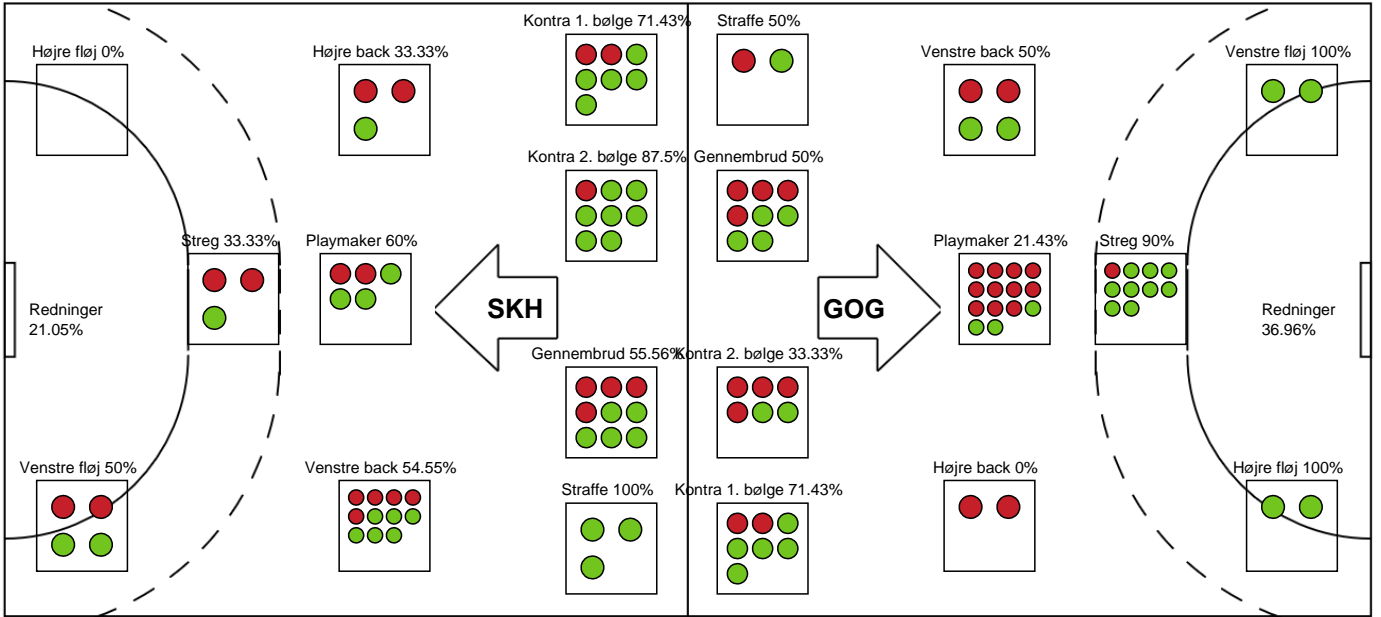 Kontra 1. bølge 71.43%
Straffe 50%
Højre fløj 0%
Højre back 33.33%
Venstre back 50%
Venstre fløj 100%
Kontra 2. bølge 87.5%
Gennembrud 50%
Streg 33.33%
Playmaker 60%
Playmaker 21.43%
Streg 90%
Redninger
21.05%
SKH
GOG
Redninger
36.96%
Gennembrud 55.56%
Kontra 2. bølge 33.33%
Venstre fløj 50%
Venstre back 54.55%
Straffe 100%
Kontra 1. bølge 71.43%
Højre back 0%
Højre fløj 100%